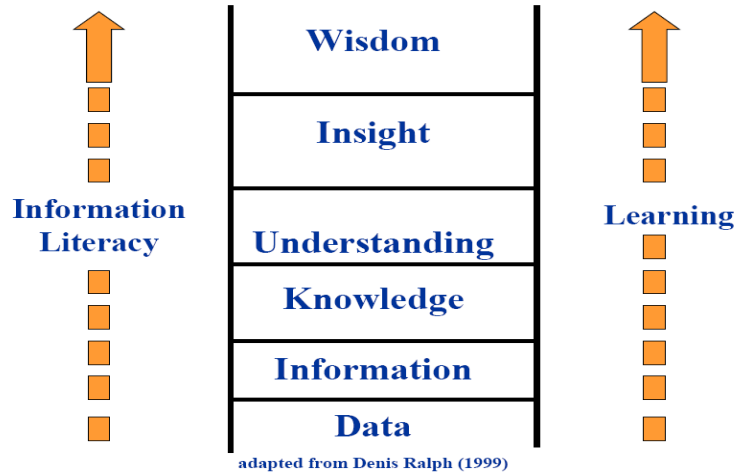 Wisdom
Insight
Information
Literacy
Learning
Understanding
Knowledge
Information
Data
adapted from Denis Ralph (1999)